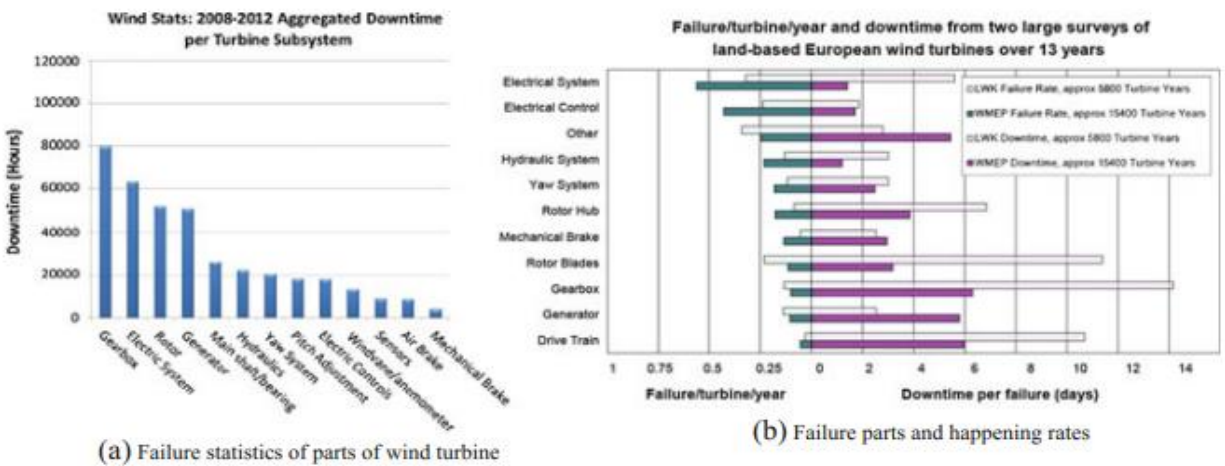 Wind Stats: 2008-2012 Aggregated Downtime
per Turbine Subsystem
Downtime (Hours)
120000
100000
80000
60000
40000
20000
0
Gearbox
Electric System
Rotor
Generator
Main shaft/bearing
Hydraulics
Yaw System
Pitch Adjustment
Electric Controls
Windvane/anemometer
Sensors
Air Brake
Mechanical Brake
(a) Failure statistics of parts of wind turbine
Failure/turbine/year and downtime from two large surveys of
land-based European wind turbines over 13 years
Electrical System
Electrical Control
Other
Hydraulic System
Yaw System
Rotor Hub
Mechanical Brake
Rotor Blades
Gearbox
Generator
Drive Train
LWK Failure Rate, approx 5800 Turbine Years
WMEP Failure Rate, approx 15400 Turbine Years
LWK Downtime, approx 5800 Turbine Years
WMEP Downtime, approx 15400 Turbine Years
1 0.75 0.5 0.25 0 2 4 6 8 10 12 14
Failure/turbine/year Downtime per failure (days)
(b) Failure parts and happening rates